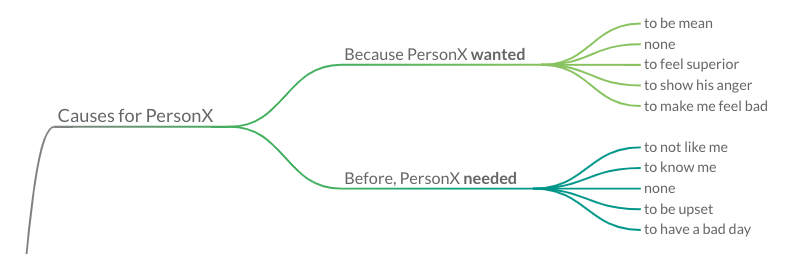 Causes for PersonX
Because PersonX wanted
to be mean
none
to feel superior
to show his anger
to make me feel bad
Before, PersonX needed
to not like me
to know me
none
to be upset
to have a bad day